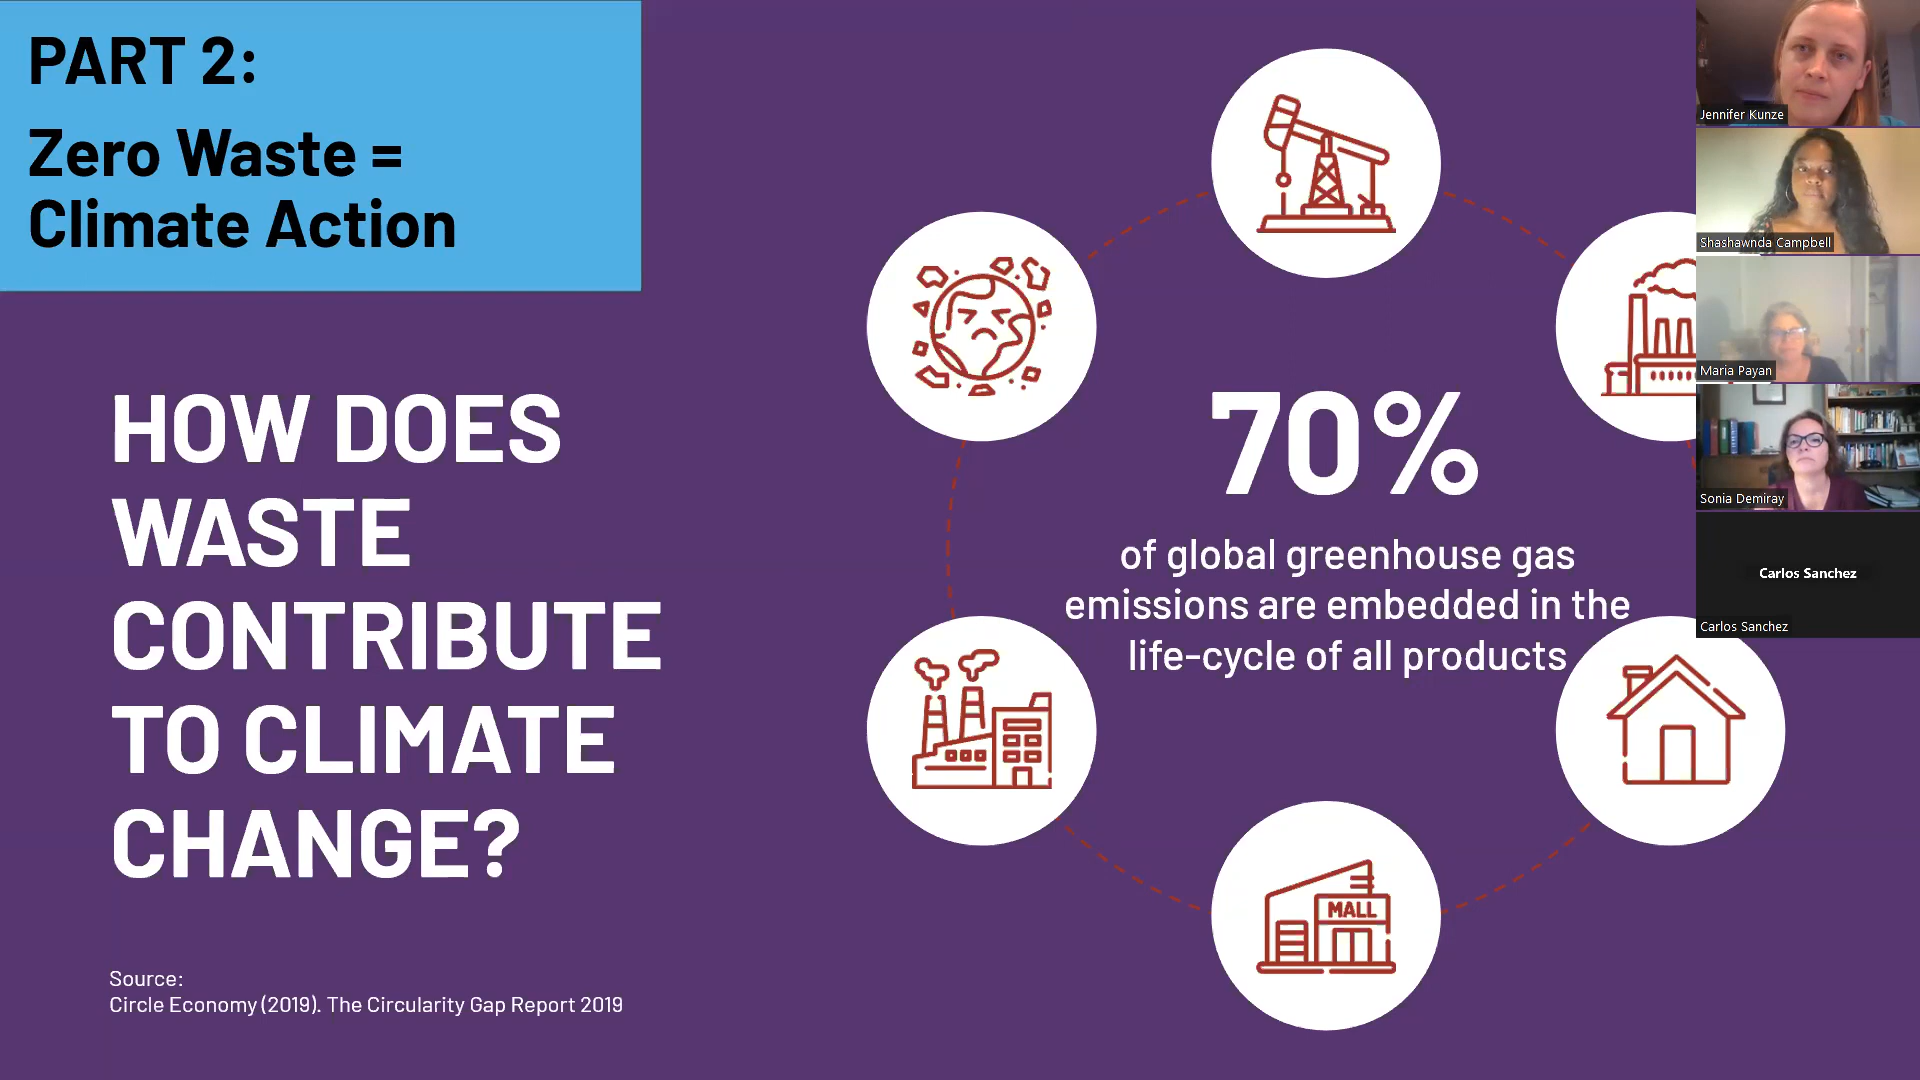 PART 2:
Zero Waste =
Climate Action
HOW DOES
WASTE
CONTRIBUTE
TO CLIMATE
CHANGE?
Source:
Circle Economy (2019). The Circularity Gap Report 2019
70%
of global greenhouse gas
emissions are embedded in the
life-cycle of all products
MALL
Jennifer Kunze
Shashawnda Campbell
Maria Payan
Sonia Demiray
Carlos Sanchez
Carlos Sanchez